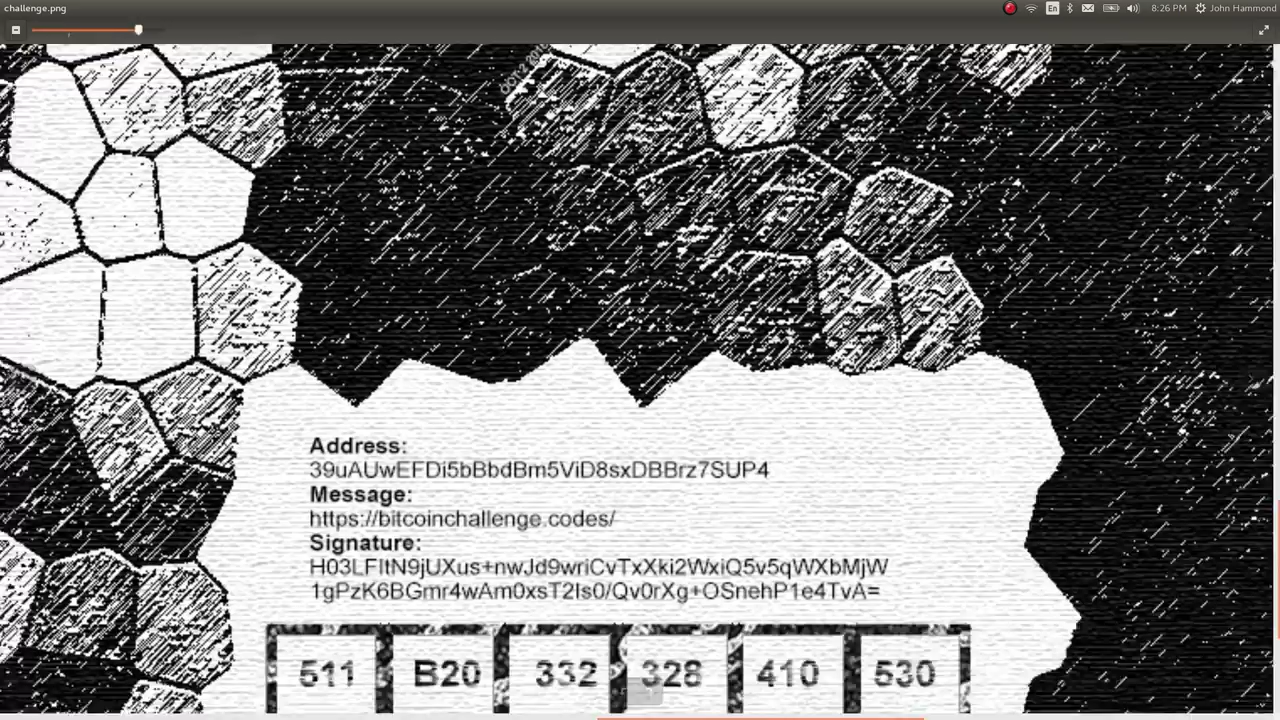 challenge.png
En
8:26 PM
John Hammond
Address:
39uAUwEFDi5bBbdBm5ViD8sxDBBrz7SUP4
Message:
https://bitcoinchallenge.codes/
Signature:
H03LFItN9jUXus+nwJd9wriCvTxXki2WxiQ5v5qWXbMjW
1gPzK6BGmr4wAm0xsT2Is0/Qv0rXg+OSnehP1e4TvA=
511 B20 332 328 410 530